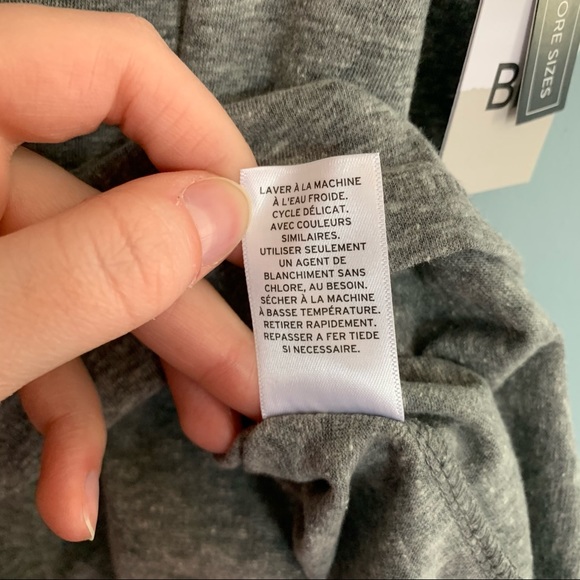 LAVER À LA MACHINE
À L'EAU FROIDE.
CYCLE DÉLICAT.
AVEC COULEURS
SIMILAIRES.
UTILISER SEULEMENT
UN AGENT DE
BLANCHIMENT SANS
CHLORE, AU BESOIN.
SÉCHER À LA MACHINE
À BASSE TEMPÉRATURE.
RETIRER RAPIDEMENT.
REPASSER A FER TIEDE
SI NECESSAIRE.
SIZES